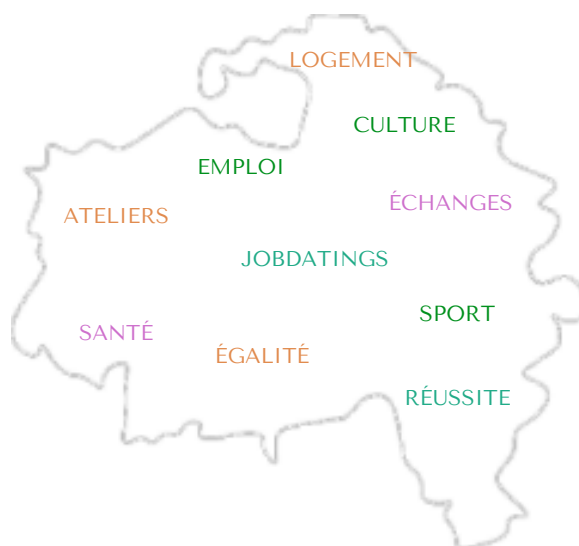 LOGEMENT
CULTURE
EMPLOI
ÉCHANGES
ATELIERS
JOBDATINGS
SPORT
SANTÉ
ÉGALITÉ
RÉUSSITE